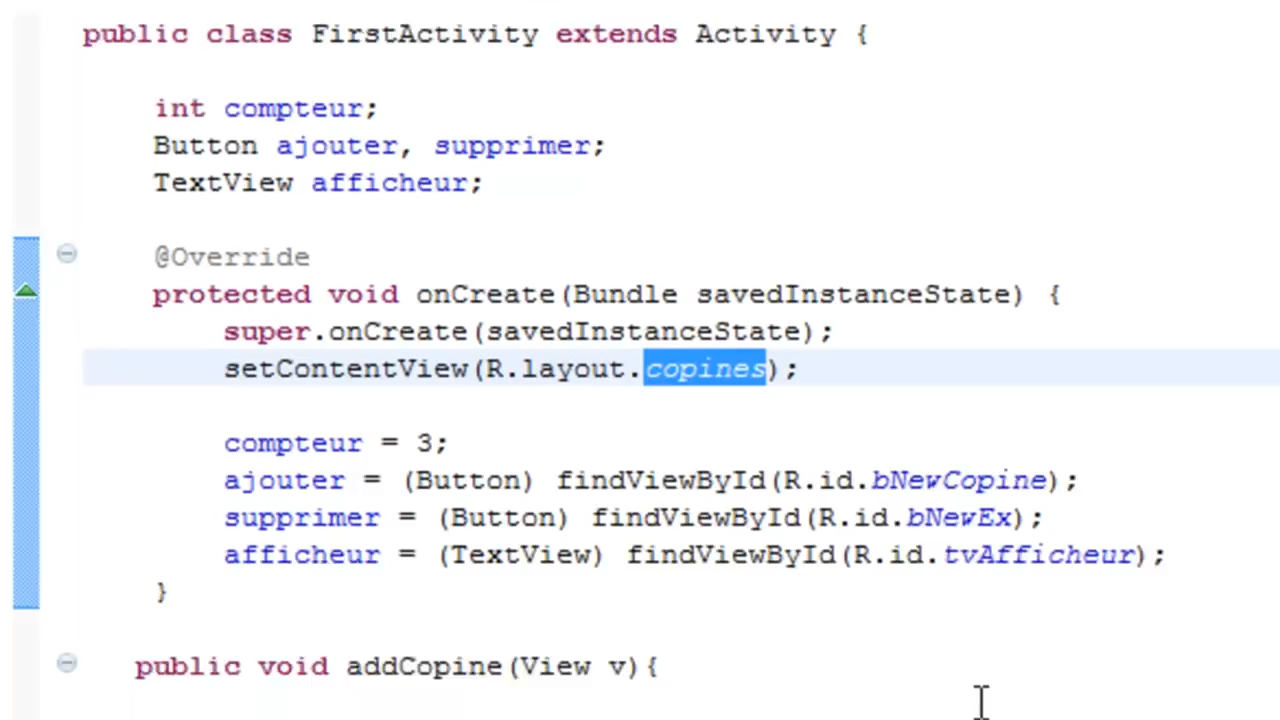 public class FirstActivity extends Activity {
int compteur;
Button ajouter, supprimer;
TextView afficheur;
@Override
protected void onCreate(Bundle savedInstanceState) {
super.onCreate(savedInstanceState);
setContentView(R.layout.copines);
compteur = 3;
ajouter = (Button) findViewById(R.id.bNewCopine);
supprimer = (Button) findViewById(R.id.bNewEx);
afficheur = (TextView) findViewById(R.id.tvAfficheur);
}
public void addCopine(View v){